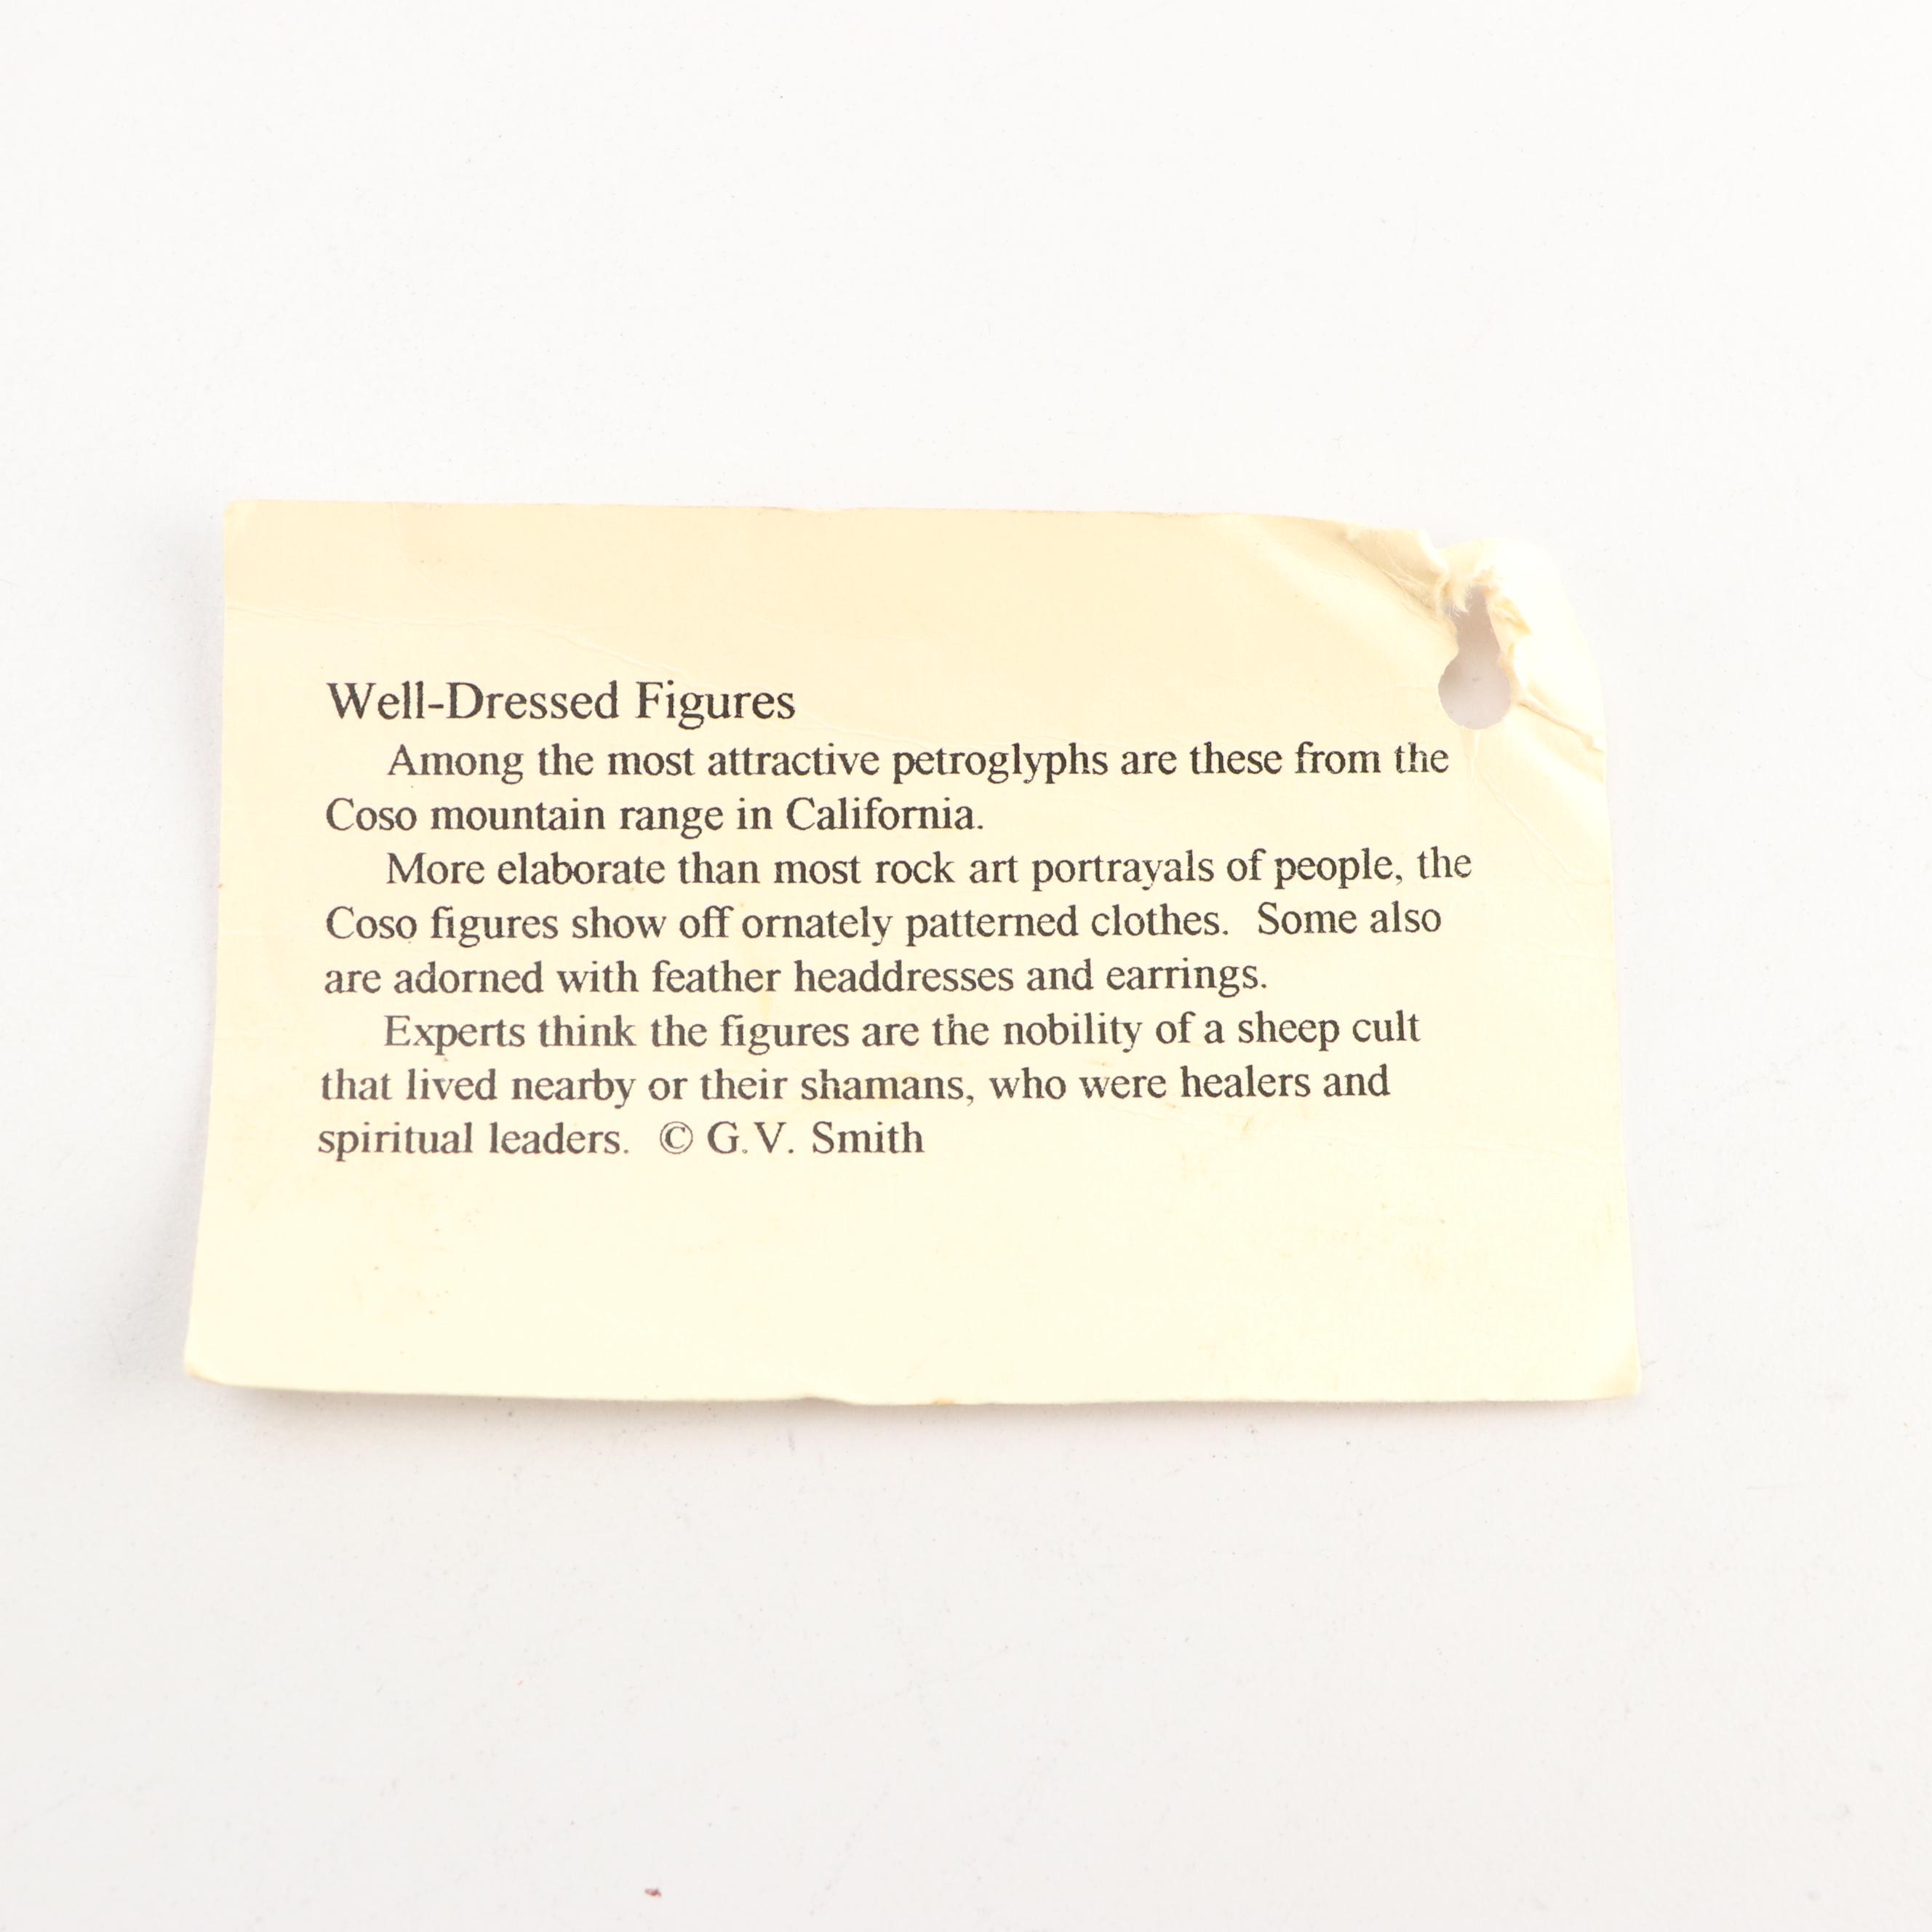 Well-Dressed Figures
Among the most attractive petroglyphs are these from the
Coso mountain range in California.
More elaborate than most rock art portrayals of people, the
Coso figures show off ornately patterned clothes.  Some also
are adorned with feather headdresses and earrings.
Experts think the figures are the nobility of a sheep cult
that lived nearby or their shamans, who were healers and
spiritual leaders.  © G.V. Smith